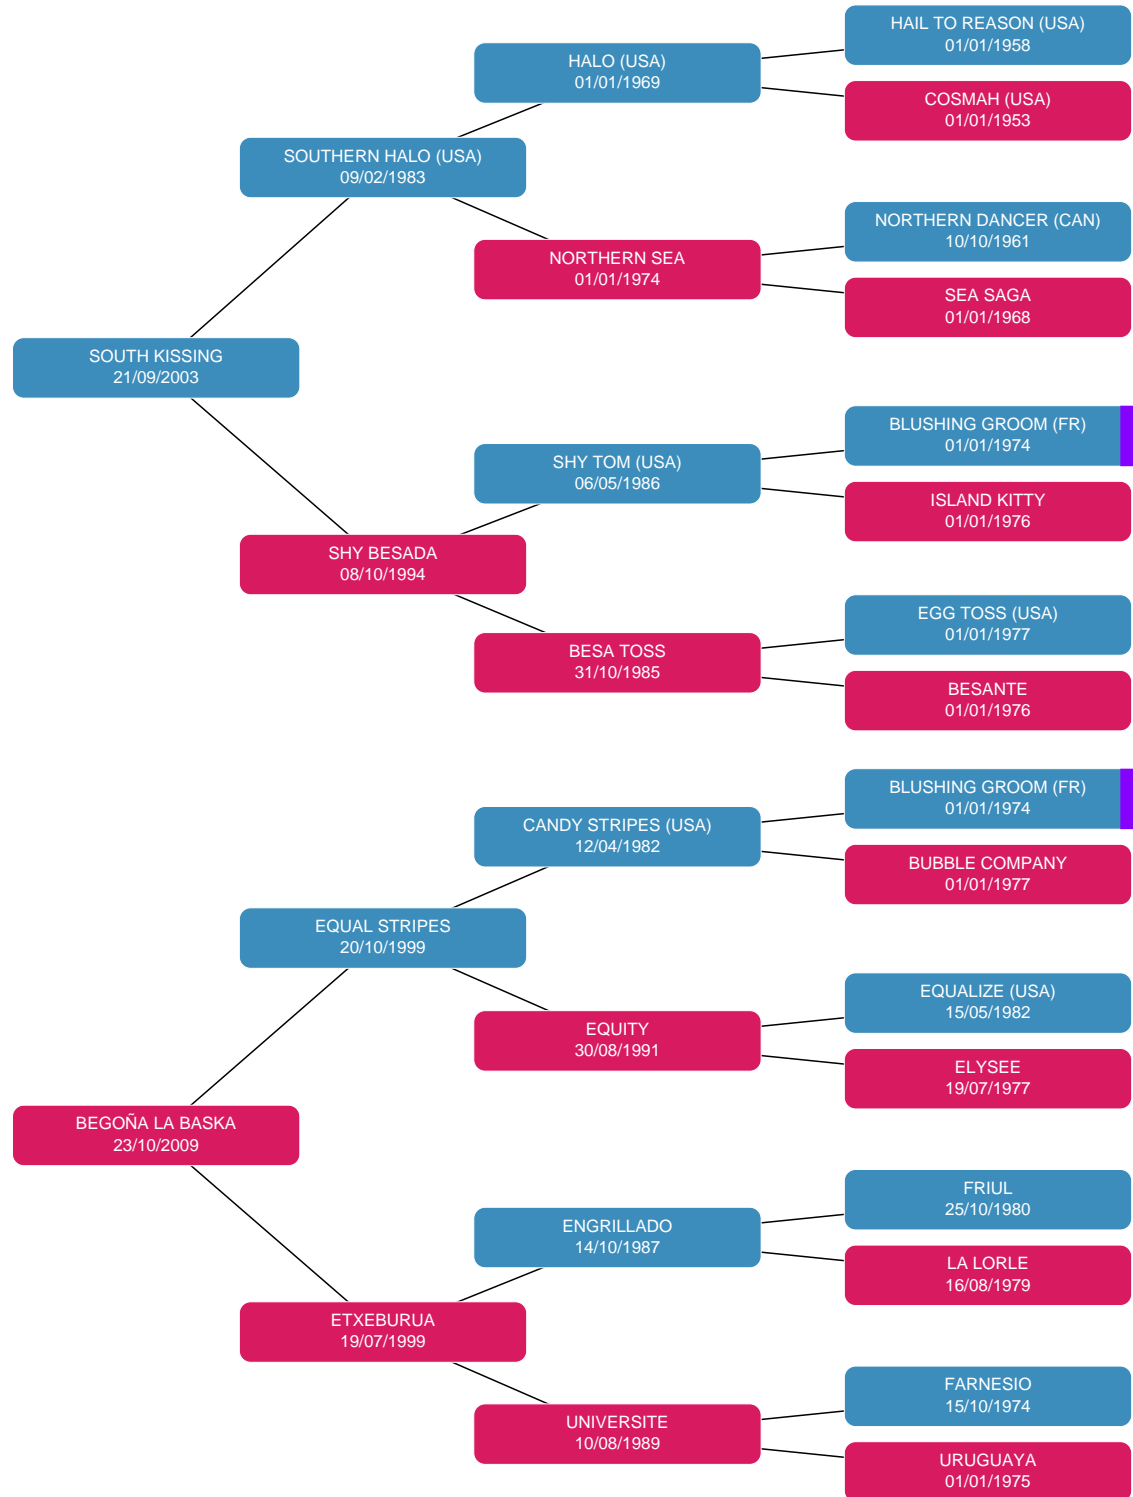 HAIL TO REASON (USA)
01/01/1958
HALO (USA)
01/01/1969
COSMAH (USA)
01/01/1953
SOUTHERN HALO (USA)
09/02/1983
NORTHERN DANCER (CAN)
10/10/1961
NORTHERN SEA
01/01/1974
SEA SAGA
01/01/1968
SOUTH KISSING
21/09/2003
BLUSHING GROOM (FR)
01/01/1974
SHY TOM (USA)
06/05/1986
ISLAND KITTY
01/01/1976
SHY BESADA
08/10/1994
EGG TOSS (USA)
01/01/1977
BESA TOSS
31/10/1985
BESANTE
01/01/1976
BLUSHING GROOM (FR)
01/01/1974
CANDY STRIPES (USA)
12/04/1982
BUBBLE COMPANY
01/01/1977
EQUAL STRIPES
20/10/1999
EQUALIZE (USA)
15/05/1982
EQUITY
30/08/1991
ELYSEE
19/07/1977
BEGOÑA LA BASKA
23/10/2009
FRIUL
25/10/1980
ENGRILLADO
14/10/1987
LA LORLE
16/08/1979
ETXEBURUA
19/07/1999
FARNESIO
15/10/1974
UNIVERSITE
10/08/1989
URUGUAYA
01/01/1975